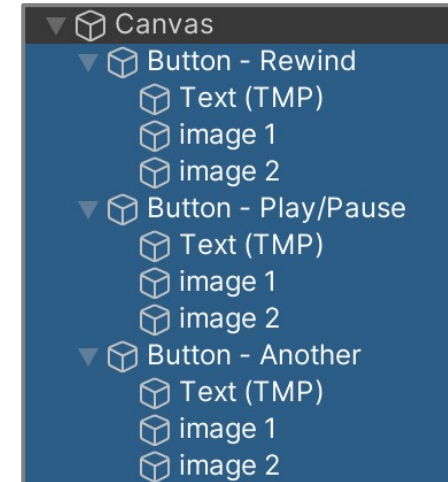 Canvas
Button - Rewind
Text (TMP)
image 1
image 2
Button - Play/Pause
Text (TMP)
image 1
image 2
Button - Another
Text (TMP)
image 1
image 2